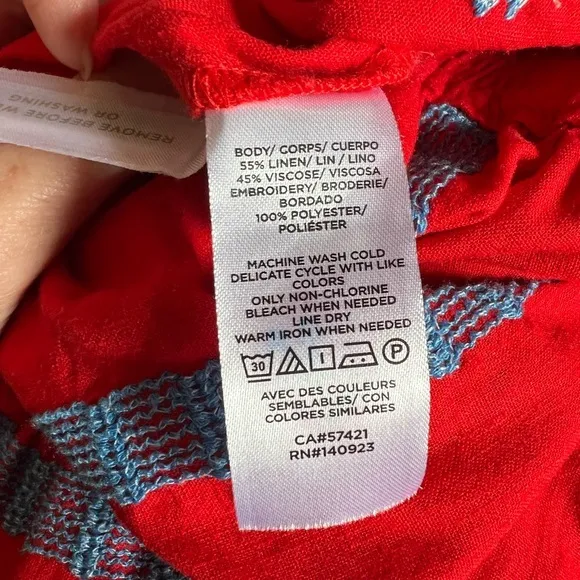 REMOVE BEFORE WE
OR WASHING
BODY/ CORPS/ CUERPO
55% LINEN/ LIN / LINO
45% VISCOSE/ VISCOSA
EMBROIDERY/ BRODERIE/
BORDADO
100% POLYESTER/
POLIÉSTER
MACHINE WASH COLD
DELICATE CYCLE WITH LIKE
COLORS
ONLY NON-CHLORINE
BLEACH WHEN NEEDED
LINE DRY
WARM IRON WHEN NEEDED
30 P
AVEC DES COULEURS
SEMBLABLES/ CON
COLORES SIMILARES
CA#57421
RN#140923